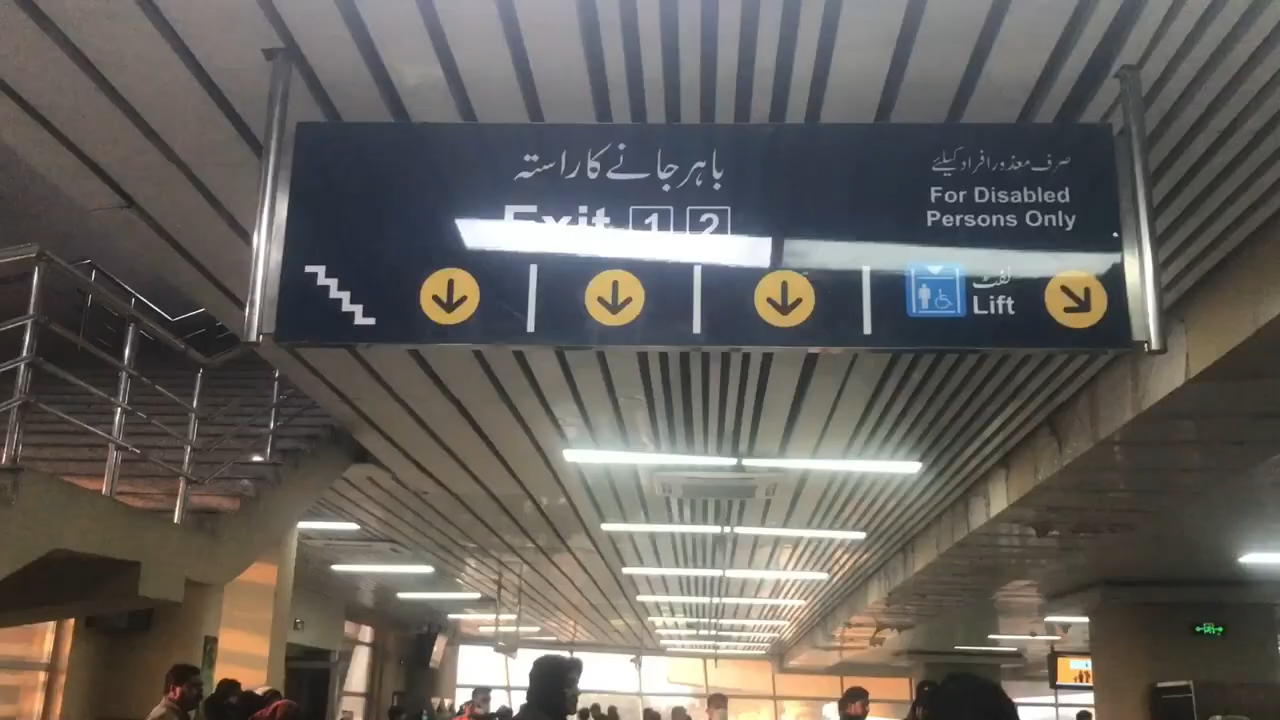 باہر جانے کا راستہ
Exit 1 2
صرف معذور افراد کیلئے
For Disabled
Persons Only
لفٹ
Lift